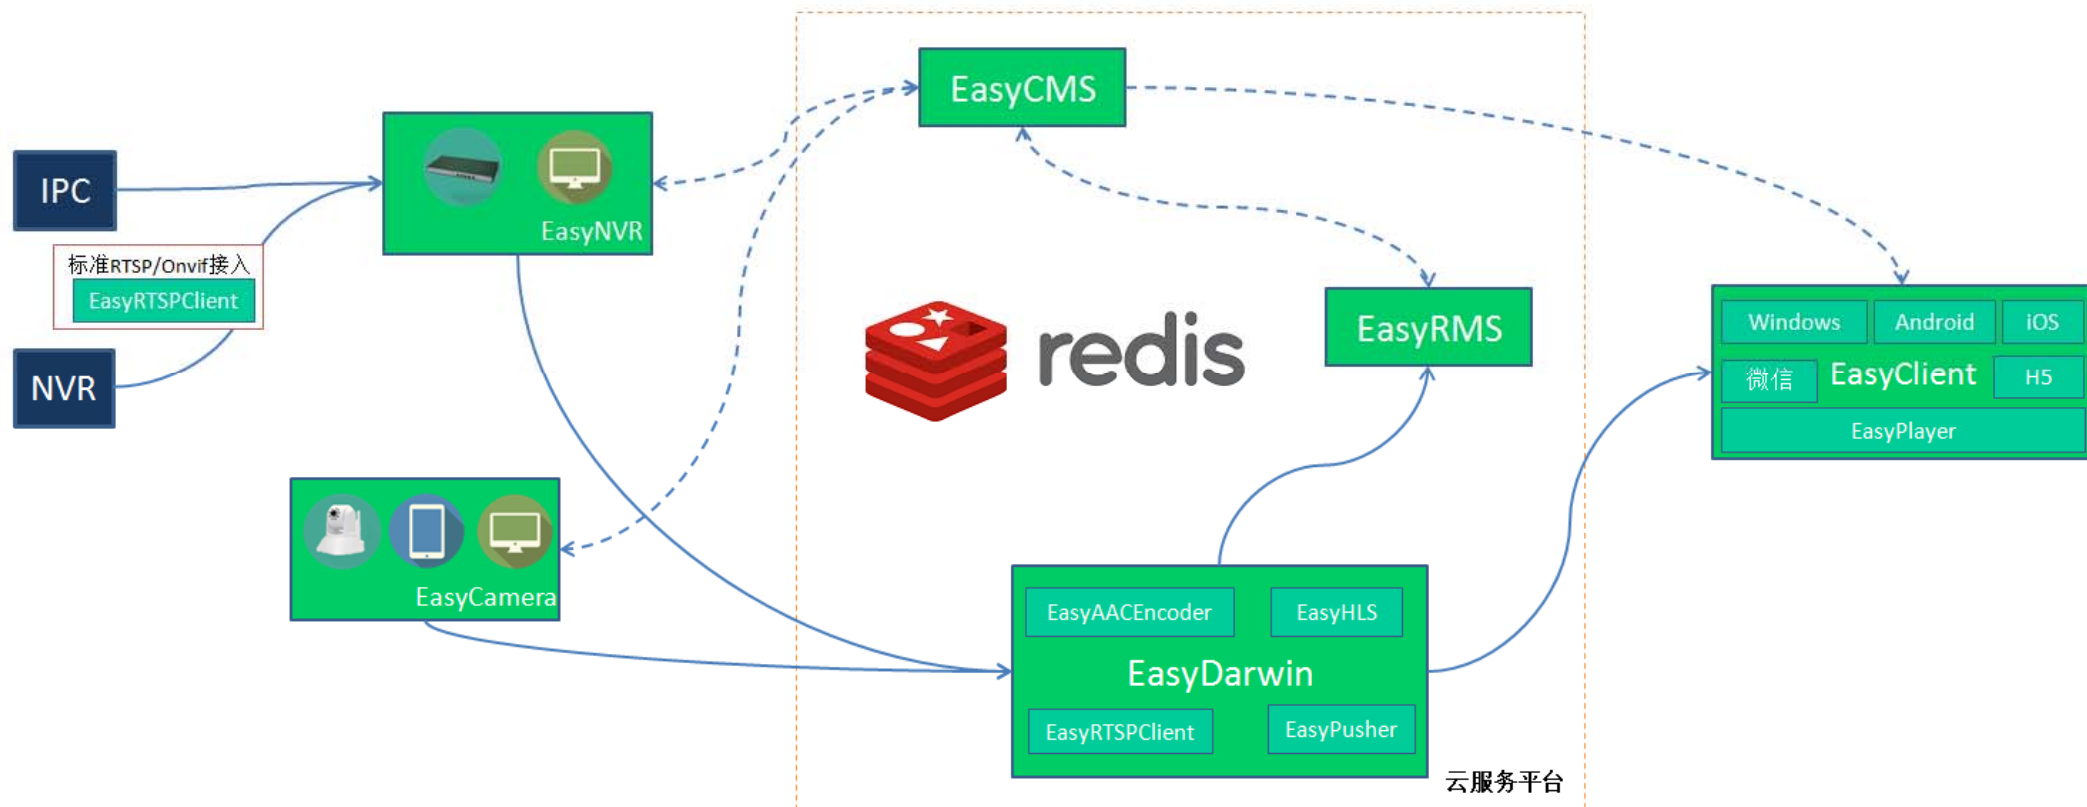 EasyCMS
IPC
EasyNVR
标准RTSP/Onvif接入
EasyRTSPClient
NVR
redis
EasyRMS
Windows
Android
iOS
微信
EasyClient
H5
EasyPlayer
EasyCamera
EasyAACEncoder
EasyHLS
EasyDarwin
EasyRTSPClient
EasyPusher
云服务平台